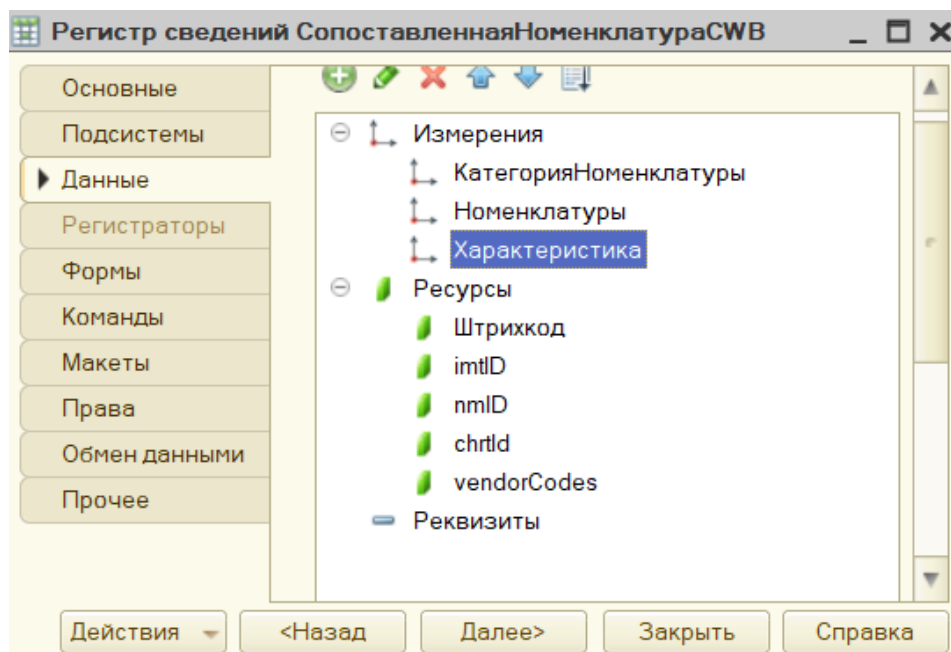 Регистр сведений СопоставленнаяНоменклатураCWB
Основные
Подсистемы
Данные
Регистраторы
Формы
Команды
Макеты
Права
Обмен данными
Прочее
Измерения
КатегорияНоменклатуры
Номенклатуры
Характеристика
Ресурсы
Штрихкод
imtID
nmID
chrtId
vendorCodes
Реквизиты
Действия
<Назад
Далее>
Закрыть
Справка